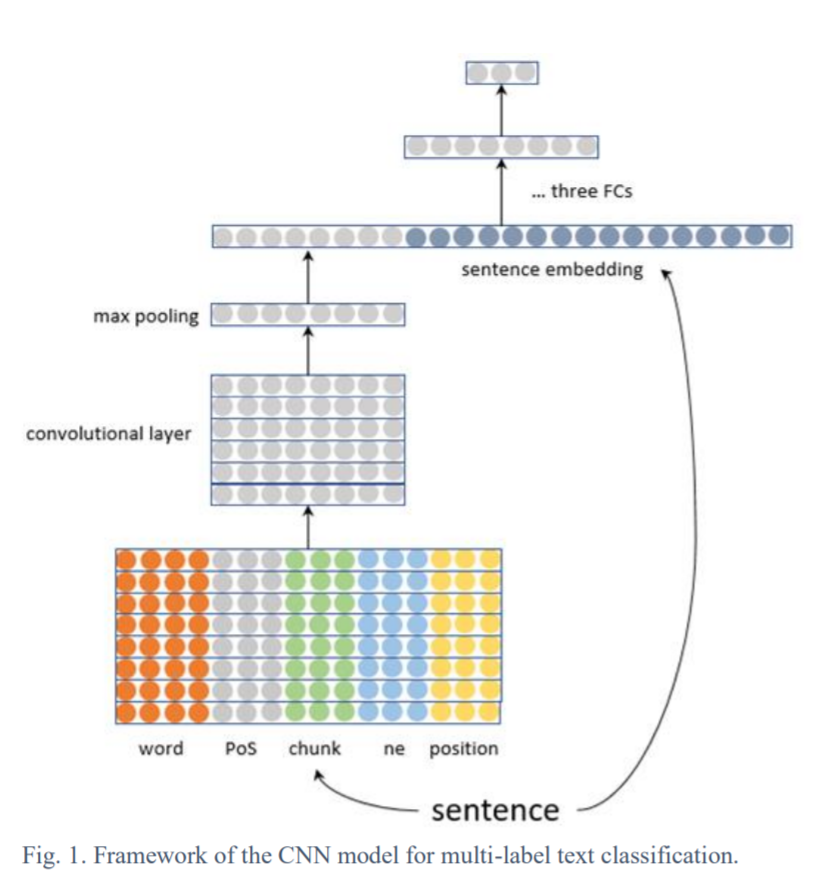 ... three FCs
sentence embedding
max pooling
convolutional layer
word PoS chunk ne position
sentence
Fig. 1. Framework of the CNN model for multi-label text classification.